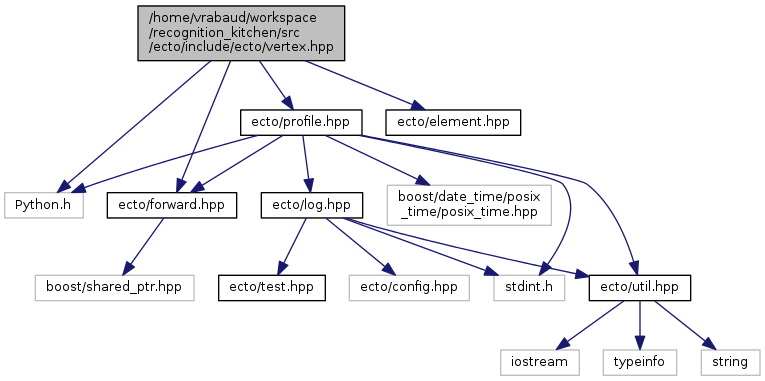 /home/vrabaud/workspace
/recognition_kitchen/src
/ecto/include/ecto/vertex.hpp
ecto/profile.hpp
ecto/element.hpp
Python.h
ecto/forward.hpp
ecto/log.hpp
boost/date_time/posix
_time/posix_time.hpp
boost/shared_ptr.hpp
ecto/test.hpp
ecto/config.hpp
stdint.h
ecto/util.hpp
iostream
typeinfo
string